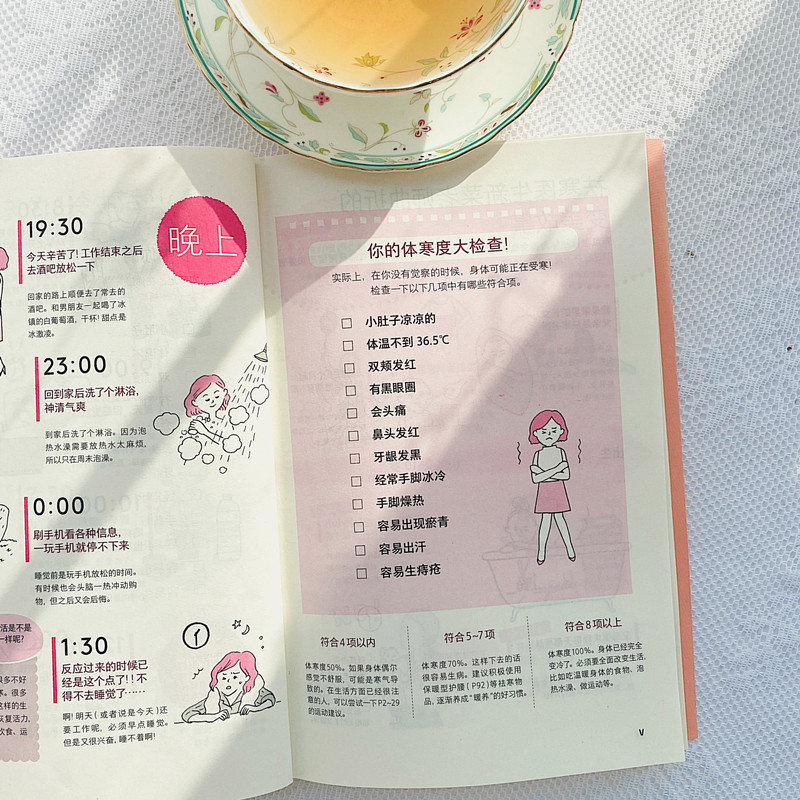 晚上
19:30
今天辛苦了! 工作结束之后
去酒吧放松一下
回家的路上顺便去了常去的
酒吧。和男朋友一起喝了冰
镇的白葡萄酒, 干杯! 甜点是
冰激凌。
23:00
回到家后洗了个淋浴,
神清气爽
到家后洗了个淋浴。因为泡
热水澡需要放热水太麻烦,
所以只在周末泡澡。
0:00
刷手机看各种信息,
一玩手机就停不下来
睡觉前是玩手机放松的时间。
有时候也会头脑一热冲动购
物, 但之后又会后悔。
1:30
反应过来的时候已
经是这个点了!! 不
得不去睡觉了……
啊! 明天 (或者说是今天) 还
要工作呢, 必须早点睡觉。
但是又很兴奋, 睡不着啊!
活是不是
一样呢?
很多不好
寒。很多
这样的生
恢复活力,
饮食、运
你的体寒度大检查!
实际上, 在你没有觉察的时候, 身体可能正在受寒!
检查一下以下几项中有哪些符合项。
□ 小肚子凉凉的
□ 体温不到 36.5℃
□ 双颊发红
□ 有黑眼圈
□ 会头痛
□ 鼻头发红
□ 牙龈发黑
□ 经常手脚冰冷
□ 手脚燥热
□ 容易出现瘀青
□ 容易出汗
□ 容易生痔疮
符合4项以内
体寒度50%。如果身体偶尔
感觉不舒服, 可能是寒气导
致的。在生活方面已经很注
意的人, 可以尝试一下P2~29
的运动建议。
符合5~7项
体寒度70%。这样下去的话
很容易生病。建议积极使用
保暖型护腰 (P92) 等祛寒物
品, 逐渐养成“暖养”的好习惯。
符合8项以上
体寒度100%。身体已经完全
变冷了。必须要全面改变生活,
比如吃温暖身体的食物、泡
热水澡、做运动等。
V